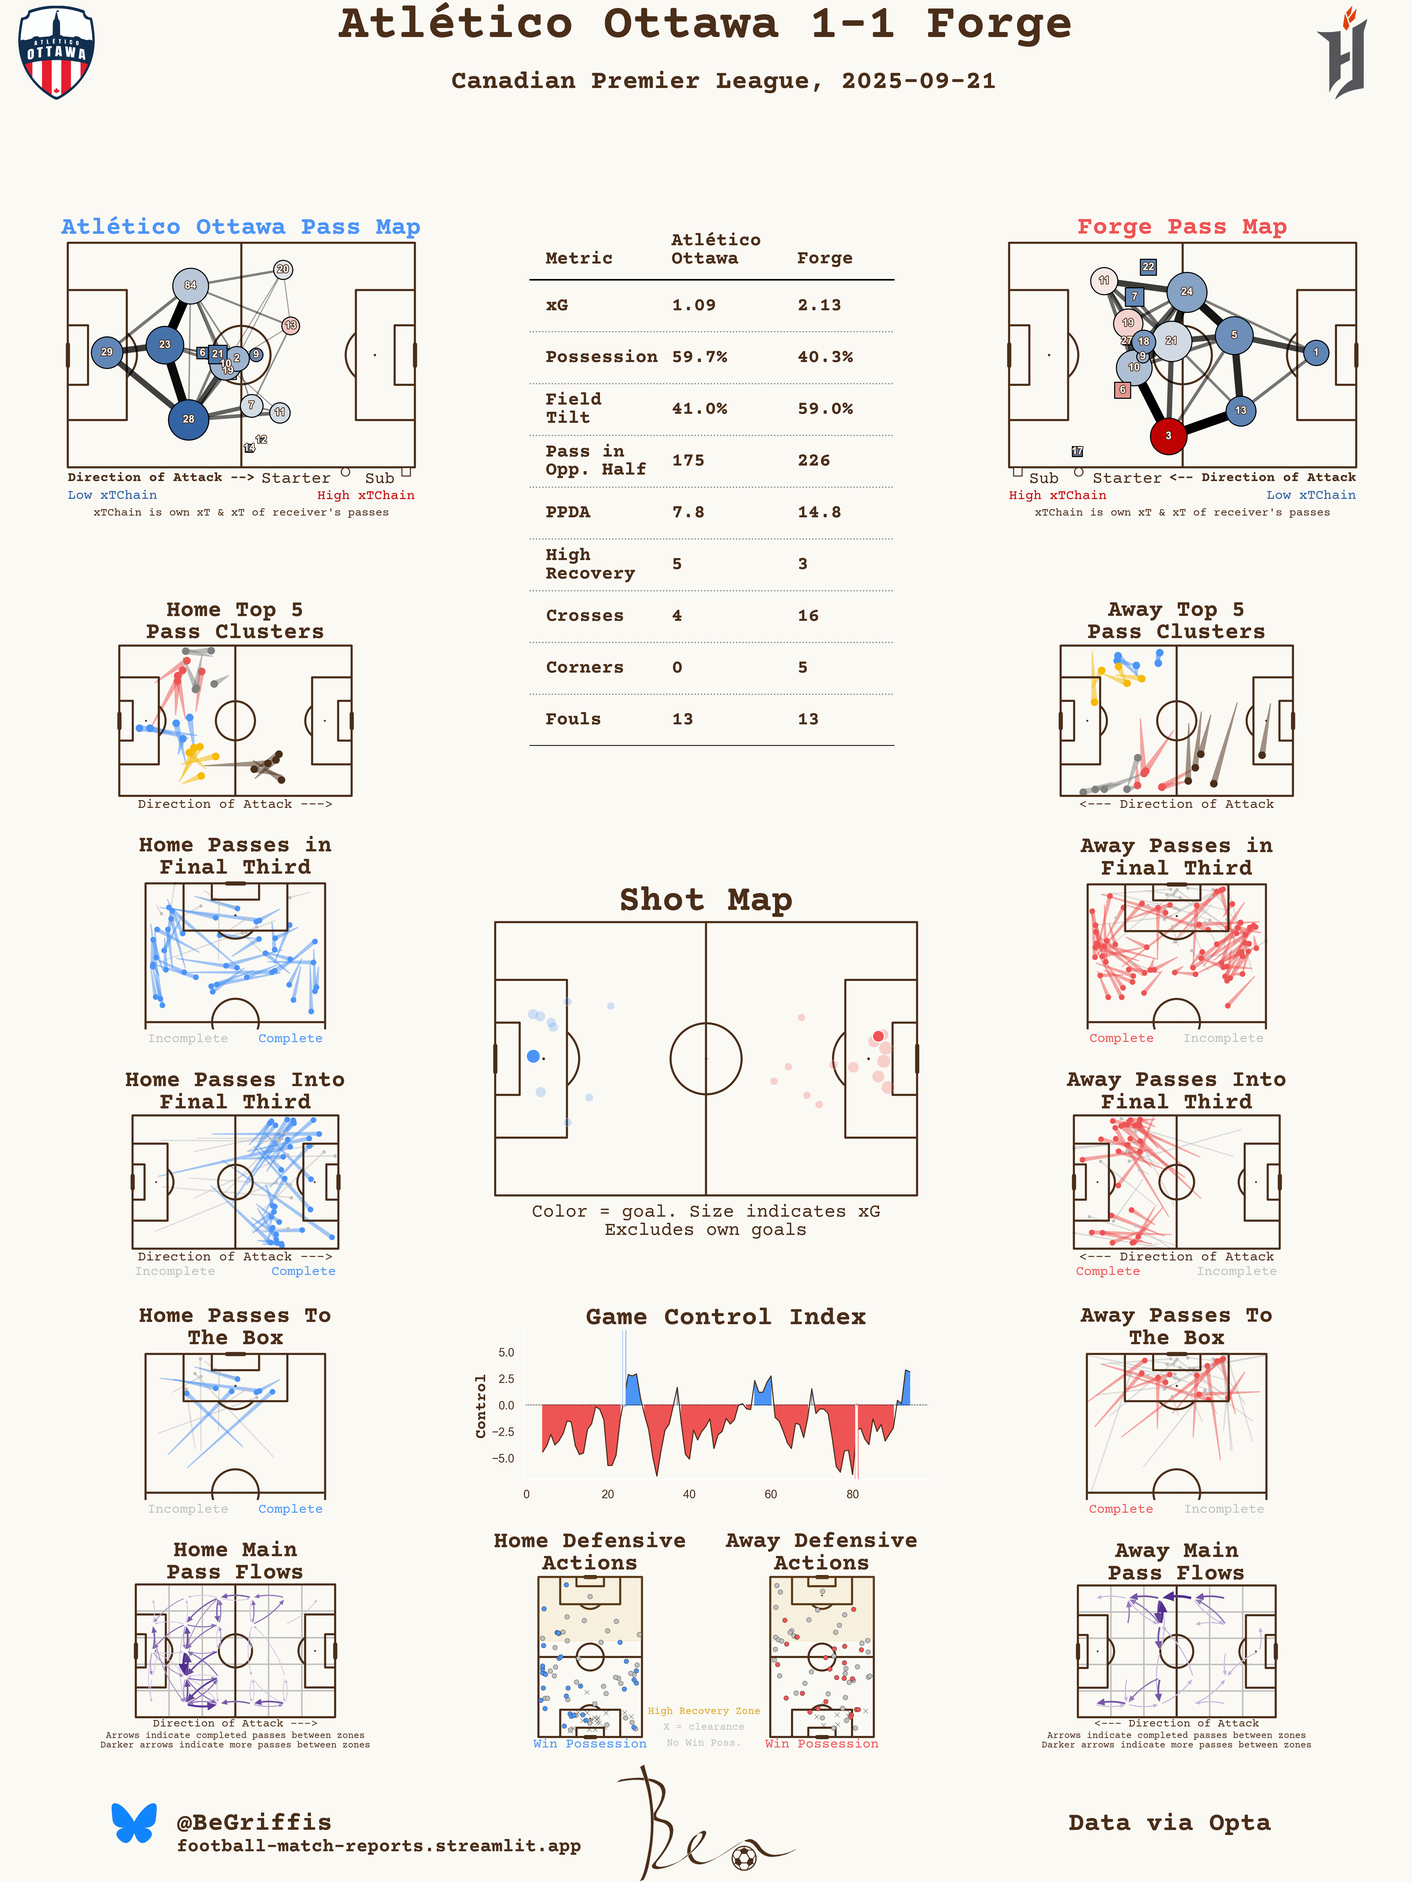 Atlético Ottawa 1-1 Forge
Canadian Premier League, 2025-09-21
ATLÉTICO
OTTAWA
Atlético Ottawa Pass Map
20
84
13
23
29
6
21
2
9
10
19
7
11
28
12
14
Direction of Attack --> Starter Sub
Low xTChain High xTChain
xTChain is own xT & xT of receiver's passes
Metric Atlético Ottawa Forge
xG 1.09 2.13
Possession 59.7% 40.3%
Field Tilt 41.0% 59.0%
Pass in Opp. Half 175 226
PPDA 7.8 14.8
High Recovery 5 3
Crosses 4 16
Corners 0 5
Fouls 13 13
Forge Pass Map
22
11
7
24
19
5
27
18
21
1
9
10
6
13
3
17
Sub Starter <-- Direction of Attack
High xTChain Low xTChain
xTChain is own xT & xT of receiver's passes
Home Top 5
Pass Clusters
Direction of Attack --->
Away Top 5
Pass Clusters
<--- Direction of Attack
Home Passes in
Final Third
Incomplete Complete
Away Passes in
Final Third
Complete Incomplete
Shot Map
Color = goal. Size indicates xG
Excludes own goals
Home Passes Into
Final Third
Direction of Attack --->
Incomplete Complete
Away Passes Into
Final Third
<--- Direction of Attack
Complete Incomplete
Home Passes To
The Box
Incomplete Complete
Game Control Index
Control
5.0
2.5
0.0
−2.5
−5.0
0 20 40 60 80
Away Passes To
The Box
Complete Incomplete
Home Main
Pass Flows
Direction of Attack --->
Arrows indicate completed passes between zones
Darker arrows indicate more passes between zones
Home Defensive
Actions
Win Possession
Away Defensive
Actions
Win Possession
High Recovery Zone
X = clearance
No Win Poss.
Away Main
Pass Flows
<--- Direction of Attack
Arrows indicate completed passes between zones
Darker arrows indicate more passes between zones
@BeGriffis
football-match-reports.streamlit.app
Ben
Data via Opta